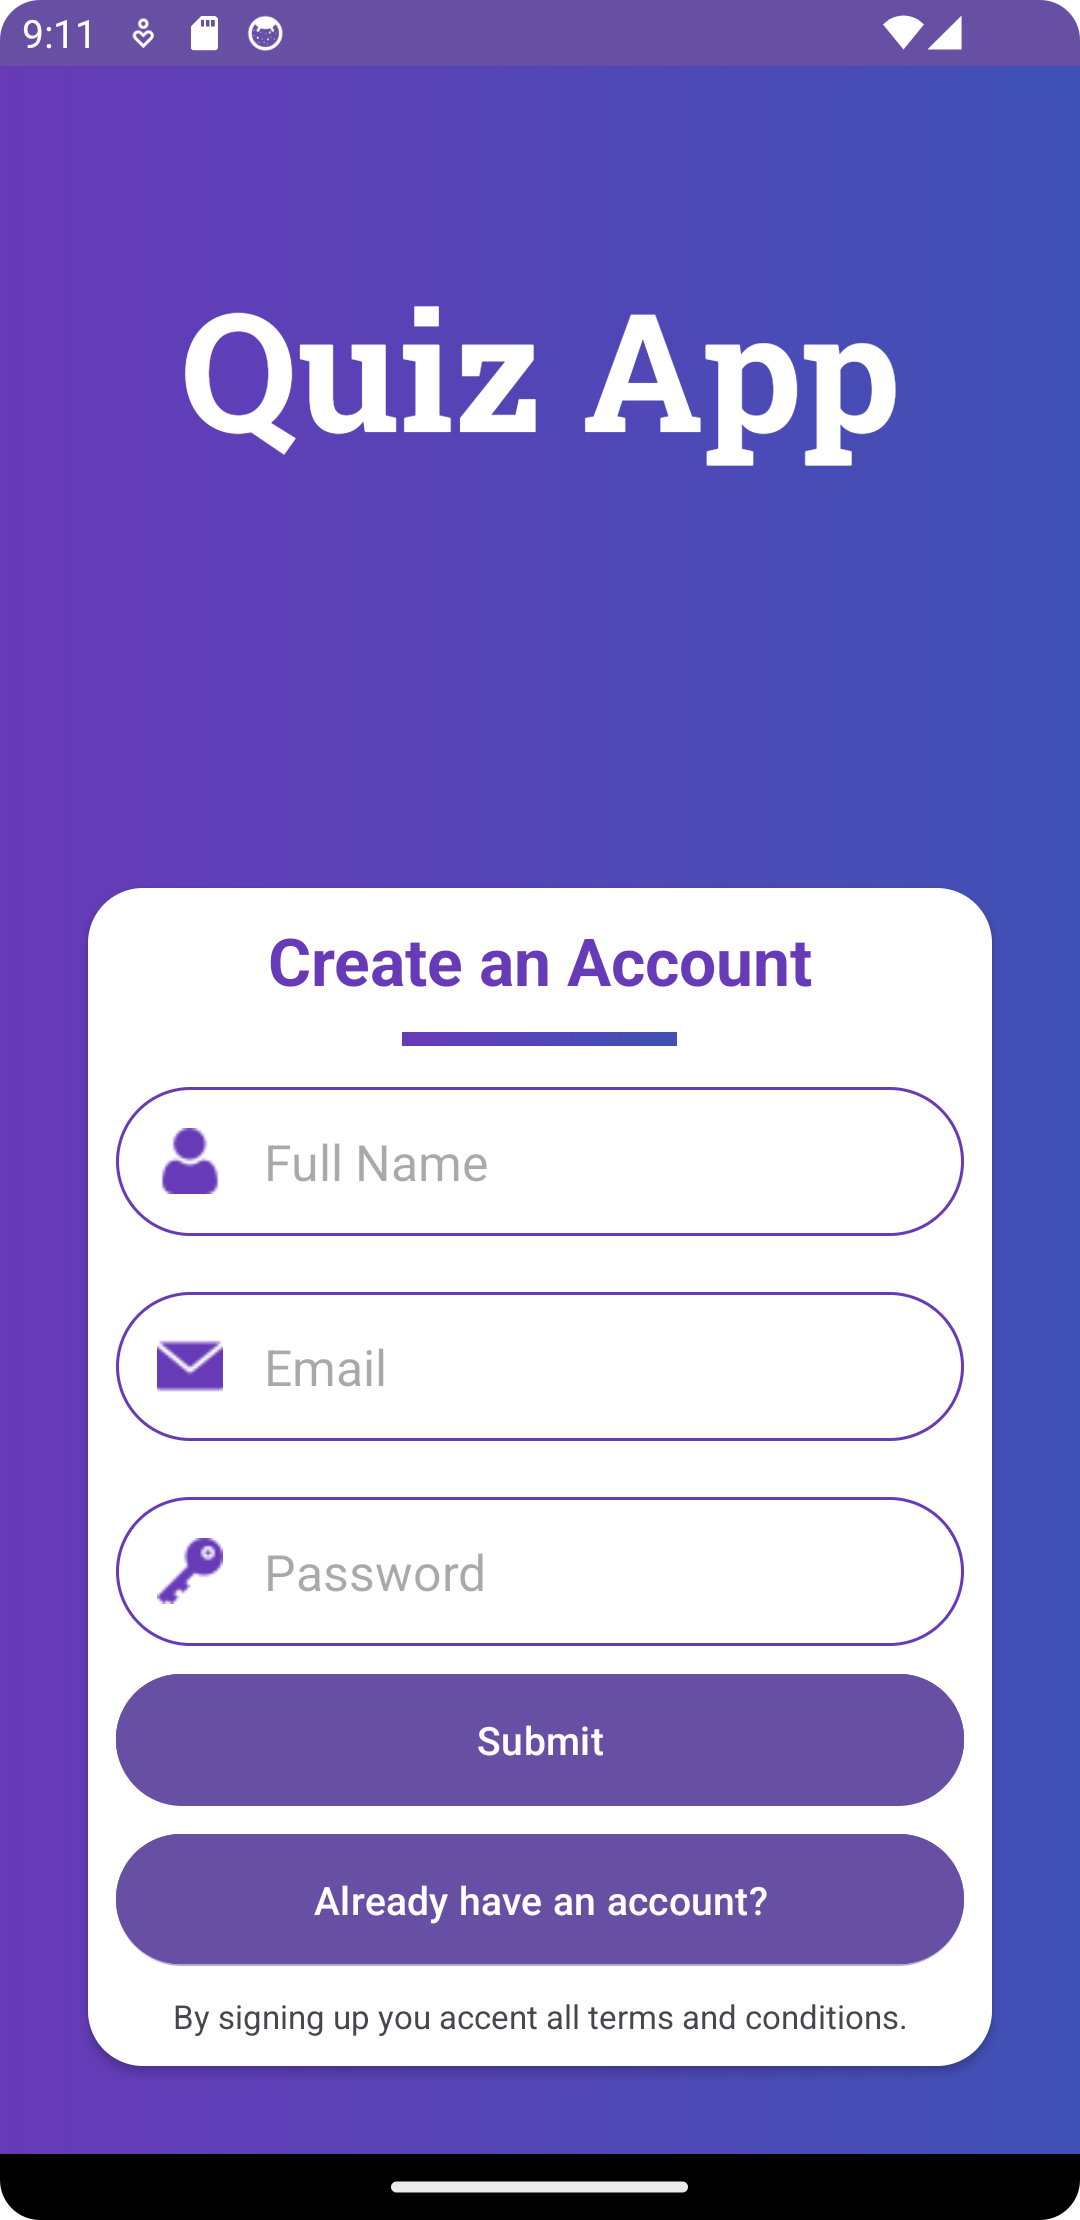 9:11
Quiz App
Create an Account
Full Name
Email
Password
Submit
Already have an account?
By signing up you accent all terms and conditions.